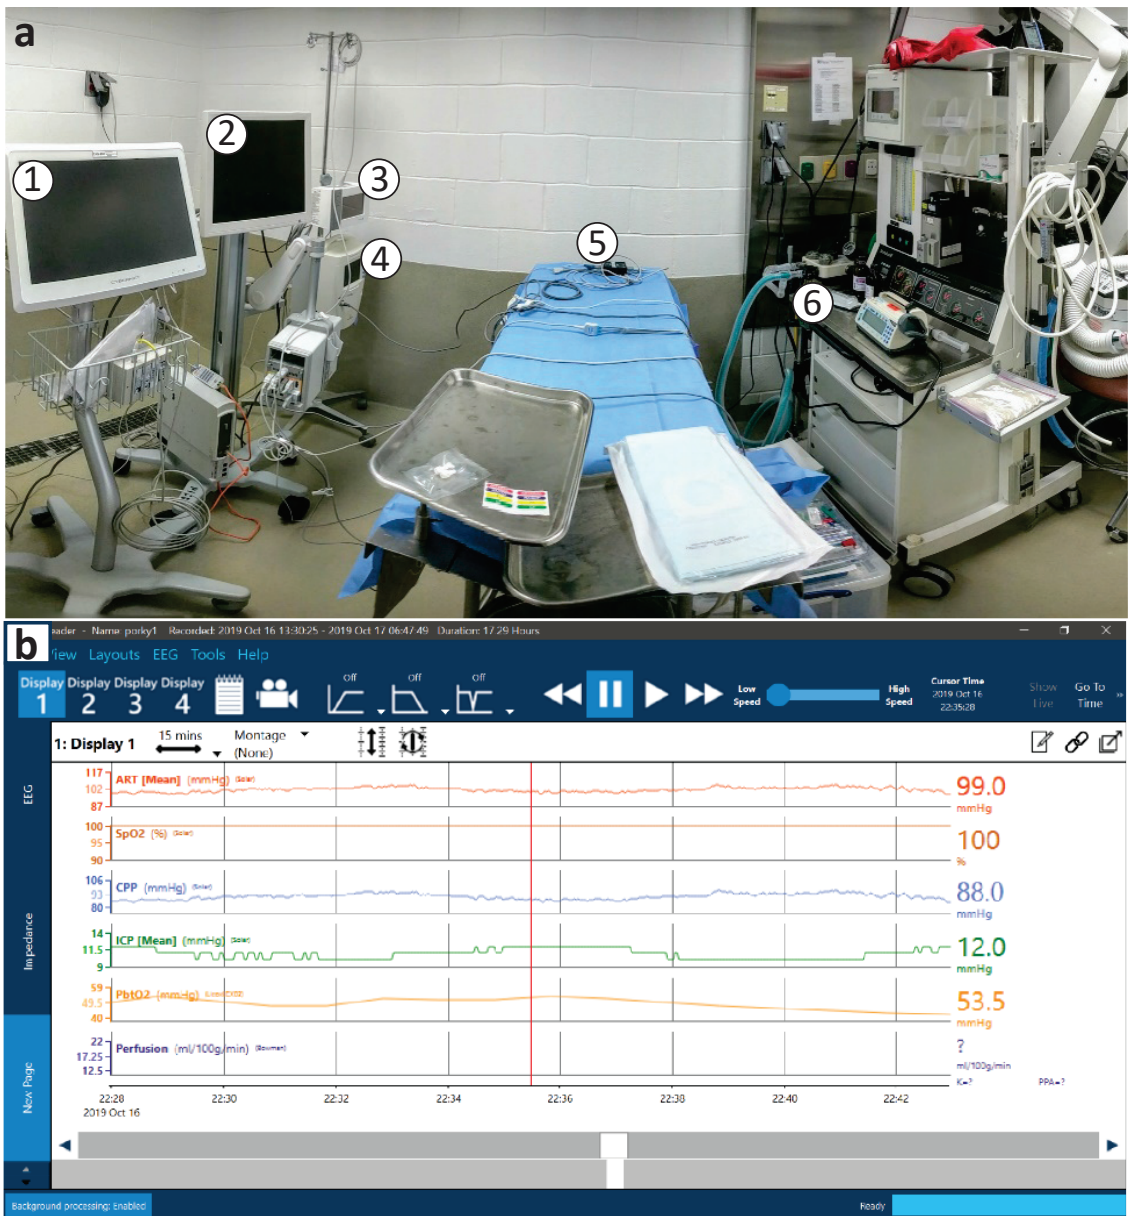 a
1
2
3
4
5
6
b
eader - Name: porky1 Recorded: 2019 Oct 16 13:30:25 - 2019 Oct 17 06:47:49 Duration: 17.29 Hours
View Layouts EEG Tools Help
Display 1 Display 2 Display 3 Display 4
off off off
Low Speed
High Speed
Cursor Time
2019 Oct 16
22:35:28
Show Live
Go To Time »
1: Display 1
15 mins
Montage
(None)
EEG
Impedance
New Page
117
102
87
ART [Mean] (mmHg) (Solar)
99.0
mmHg
100
95
90
SpO2 (%) (Solar)
100
%
106
93
80
CPP (mmHg) (Solar)
88.0
mmHg
14
11.5
9
ICP [Mean] (mmHg) (Solar)
12.0
mmHg
59
49.5
40
PbtO2 (mmHg)
53.5
mmHg
22
17.25
12.5
Perfusion (ml/100g/min) (Bowman)
?
ml/100g/min
K=? PPA=?
22:28 22:30 22:32 22:34 22:36 22:38 22:40 22:42
2019 Oct 16
Background processing: Enabled
Ready